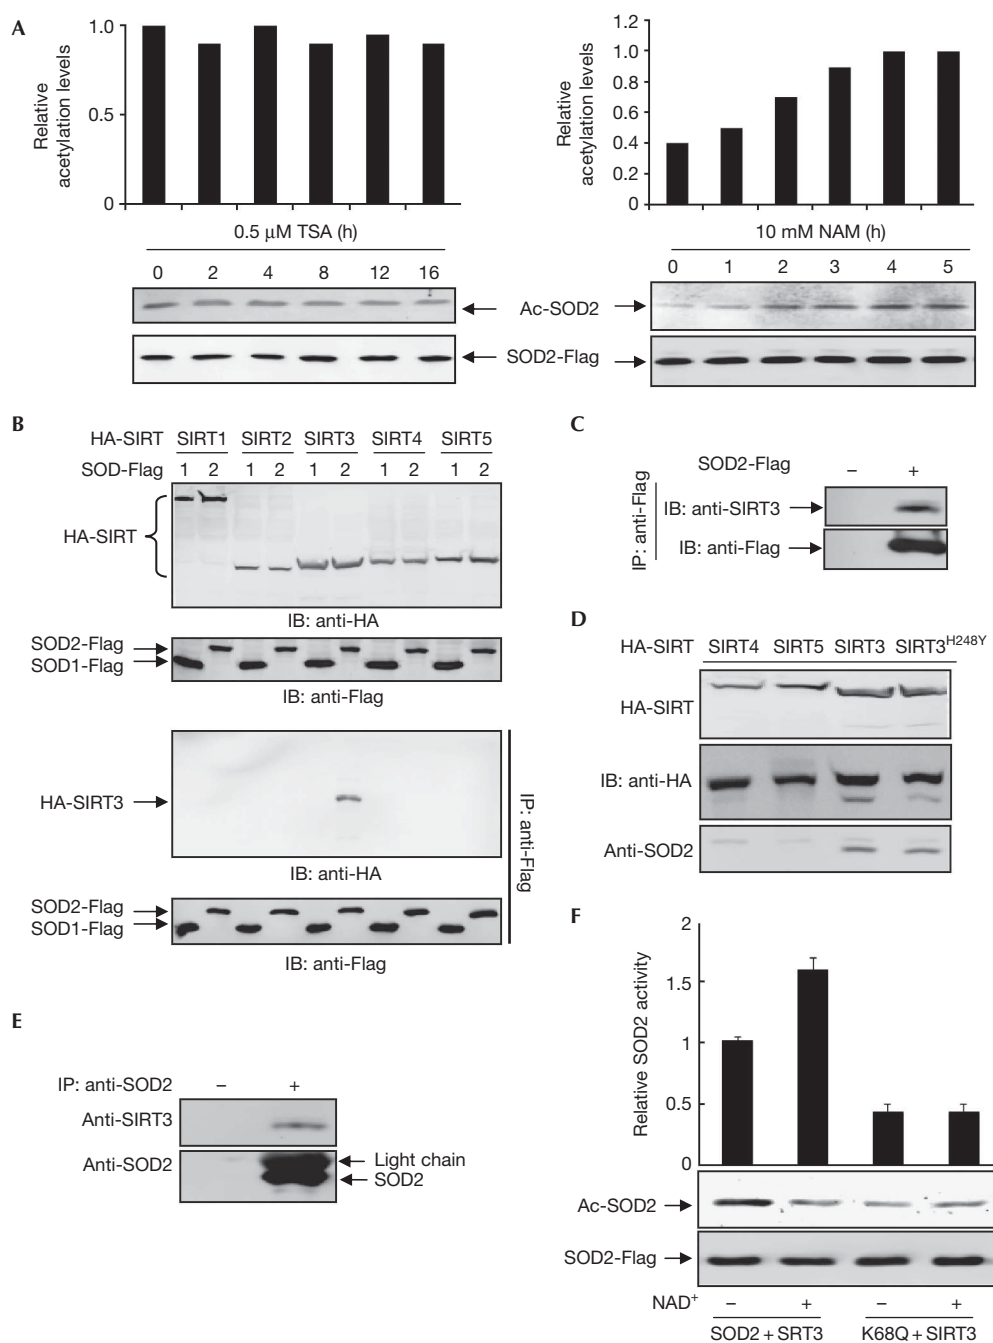 A
Relative acetylation levels
1.0
0.5
0
0.5 μM TSA (h)
0 2 4 8 12 16
Relative acetylation levels
1.2
1.0
0.8
0.6
0.4
0.2
0
10 mM NAM (h)
0 1 2 3 4 5
Ac-SOD2
SOD2-Flag
B
HA-SIRT SIRT1 SIRT2 SIRT3 SIRT4 SIRT5
SOD-Flag 1 2 1 2 1 2 1 2 1 2
HA-SIRT
IB: anti-HA
SOD2-Flag
SOD1-Flag
IB: anti-Flag
HA-SIRT3
IB: anti-HA
SOD2-Flag
SOD1-Flag
IB: anti-Flag
IP: anti-Flag
C
SOD2-Flag − +
IP: anti-Flag
IB: anti-SIRT3
IB: anti-Flag
D
HA-SIRT SIRT4 SIRT5 SIRT3 SIRT3H248Y
HA-SIRT
IB: anti-HA
Anti-SOD2
E
IP: anti-SOD2 − +
Anti-SIRT3
Anti-SOD2
Light chain
SOD2
F
Relative SOD2 activity
2
1.5
1
0.5
0
Ac-SOD2
SOD2-Flag
NAD+ − + − +
SOD2 + SRT3 K68Q + SIRT3